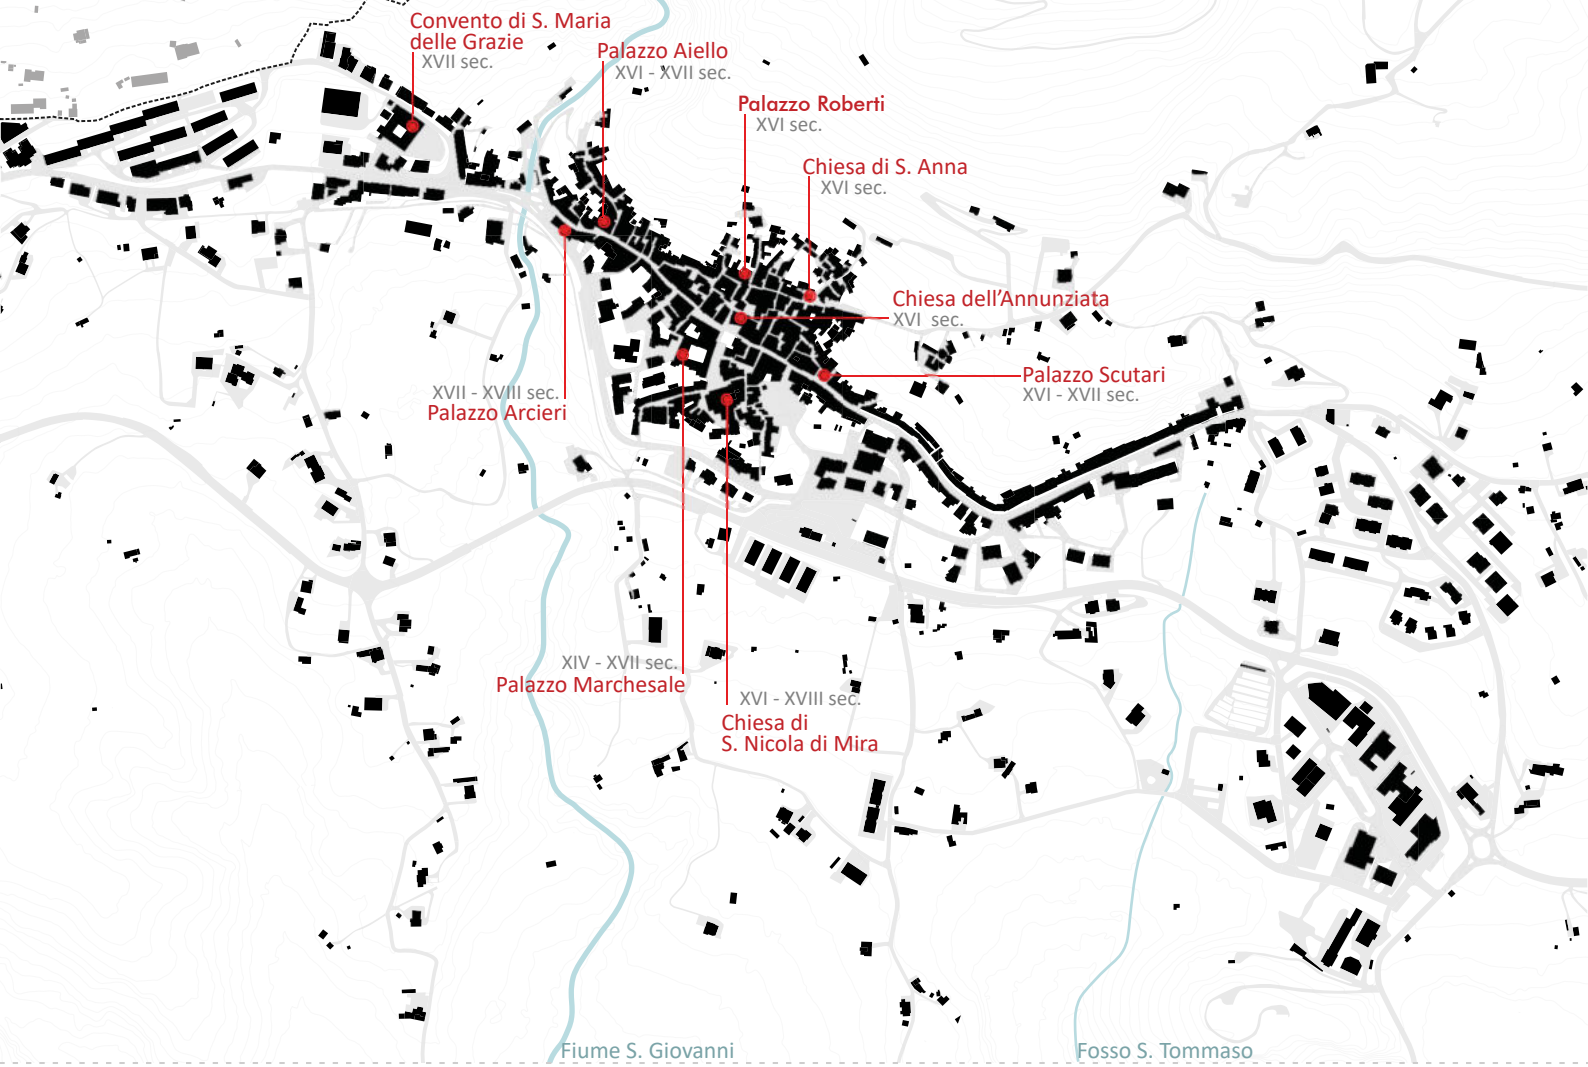 Convento di S. Maria
delle Grazie
XVII sec.
Palazzo Aiello
XVI - XVII sec.
Palazzo Roberti
XVI sec.
Chiesa di S. Anna
XVI sec.
Chiesa dell’Annunziata
XVI  sec.
Palazzo Scutari
XVI - XVII sec.
XVII - XVIII sec.
Palazzo Arcieri
XIV - XVII sec.
Palazzo Marchesale
XVI - XVIII sec.
Chiesa di
S. Nicola di Mira
Fiume S. Giovanni
Fosso S. Tommaso